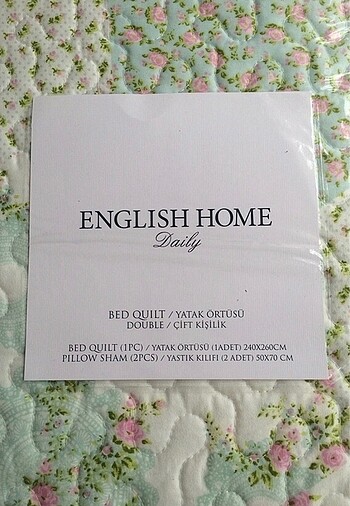 ENGLISH HOME
Daily
BED QUILT / YATAK ÖRTÜSÜ
DOUBLE / ÇİFT KİŞİLİK
BED QUILT (1PC) / YATAK ÖRTÜSÜ (1ADET) 240X260CM
PILLOW SHAM (2PCS) / YASTIK KILIFI (2 ADET) 50X70 CM